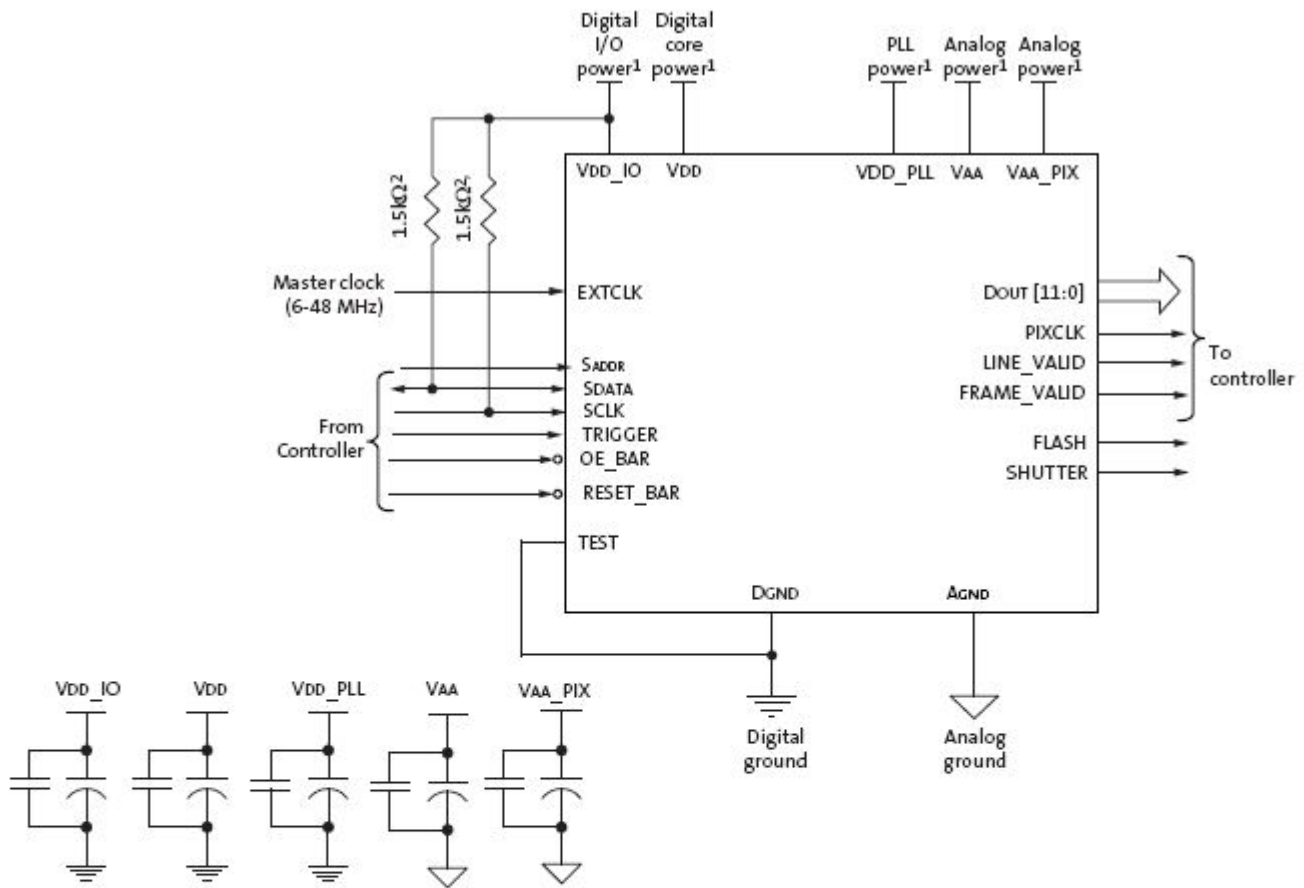 Digital
I/O
power1
Digital
core
power1
PLL
power1
Analog
power1
Analog
power1
VDD_IO
VDD
VDD_PLL
VAA
VAA_PIX
1.5kΩ2
1.5kΩ2,
Master clock
(6-48 MHz)
EXTCLK
DOUT [11:0]
PIXCLK
LINE_VALID
FRAME_VALID
To
controller
SADDR
SDATA
SCLK
TRIGGER
OE_BAR
RESET_BAR
From
Controller
FLASH
SHUTTER
TEST
DGND
AGND
Digital
ground
Analog
ground
VDD_IO
VDD
VDD_PLL
VAA
VAA_PIX